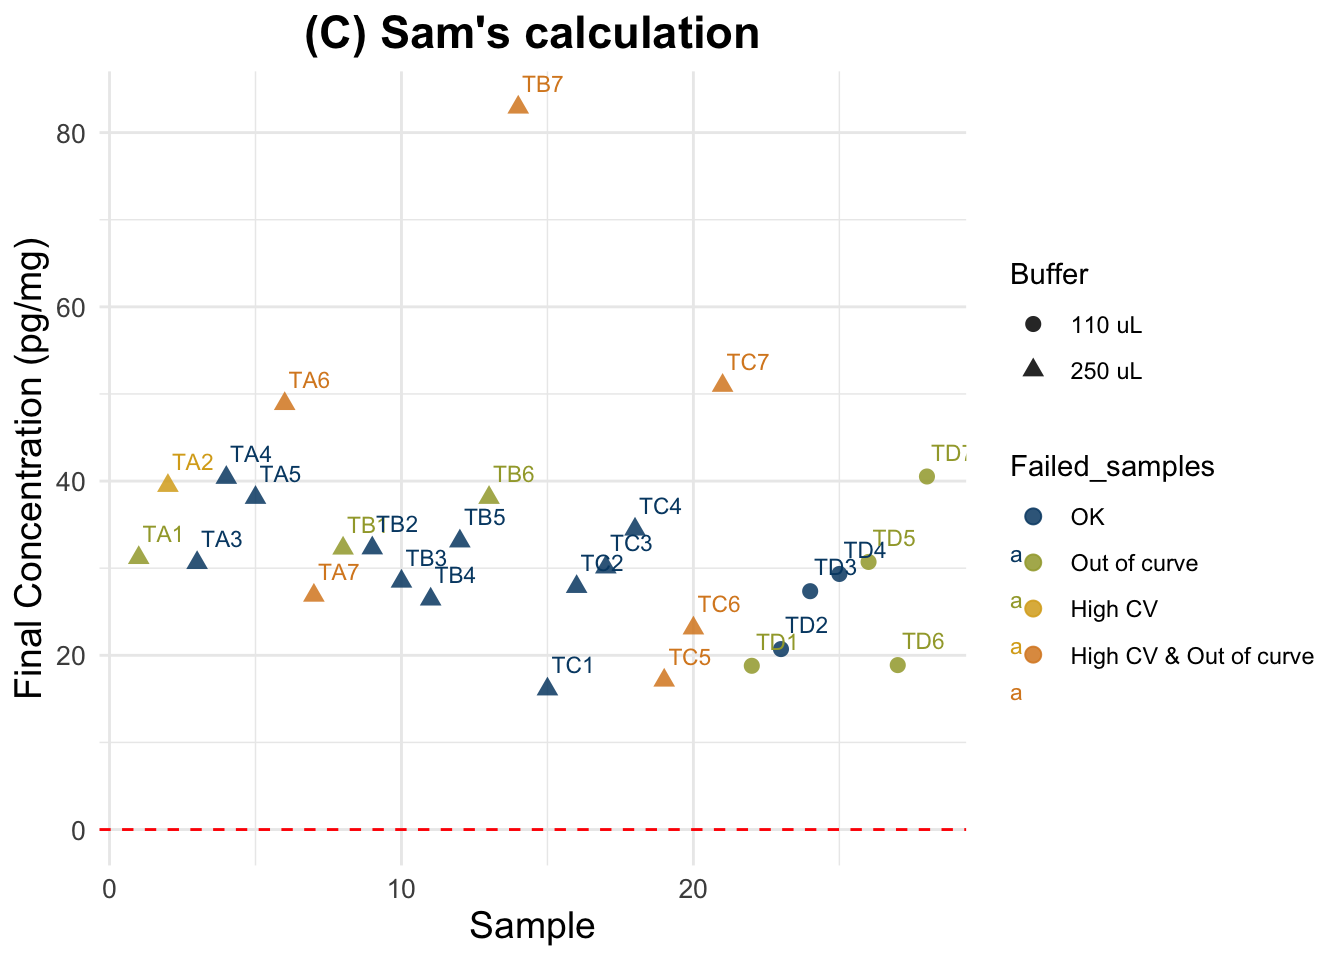 (C) Sam's calculation
Final Concentration (pg/mg)
80
60
40
20
0
0
10
20
Sample
TB7
TC7
TA6
TA4
TA2
TA5
TD7
TB6
TC4
TB5
TA1
TA3
TB1
TB2
TC3
TD5
TD4
TB3
TC2
TD3
TA7
TB4
TC6
TD2
TD1
TD6
TC5
TC1
Buffer
110 uL
250 uL
Failed_samples
OK
a
Out of curve
a
High CV
a
High CV & Out of curve
a